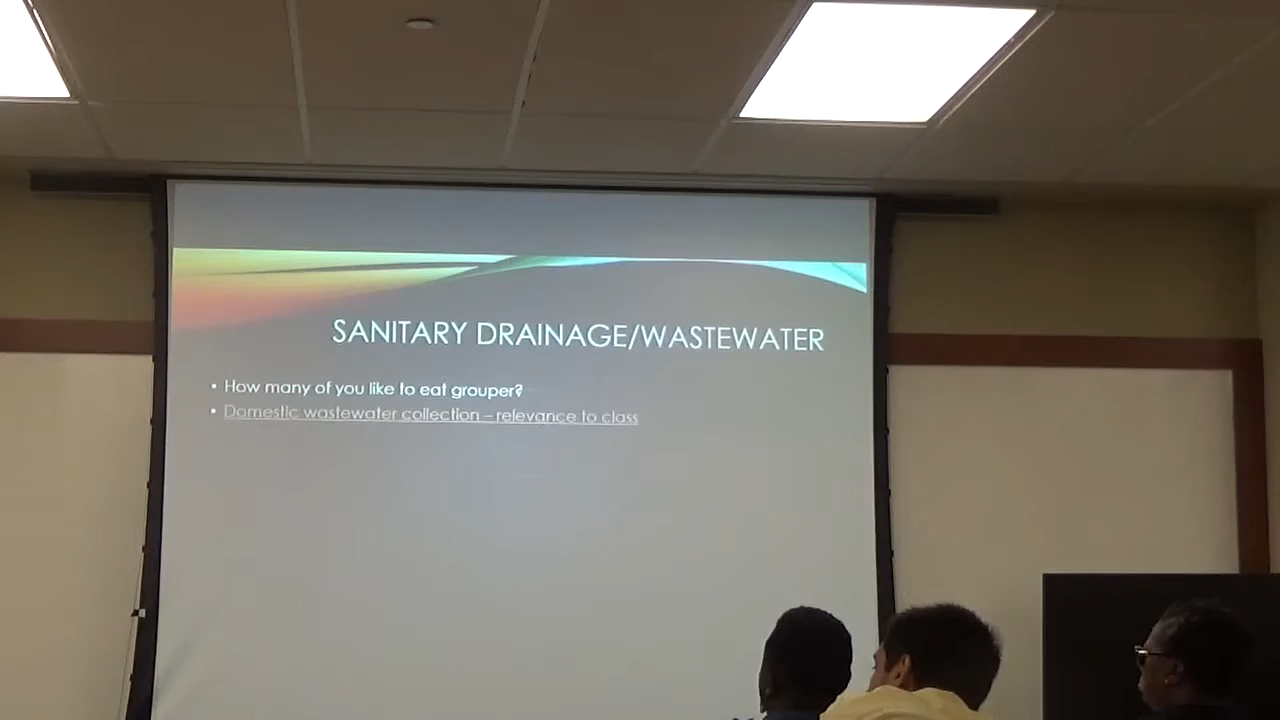 SANITARY DRAINAGE/WASTEWATER
• How many of you like to eat grouper?
• Domestic wastewater collection – relevance to class